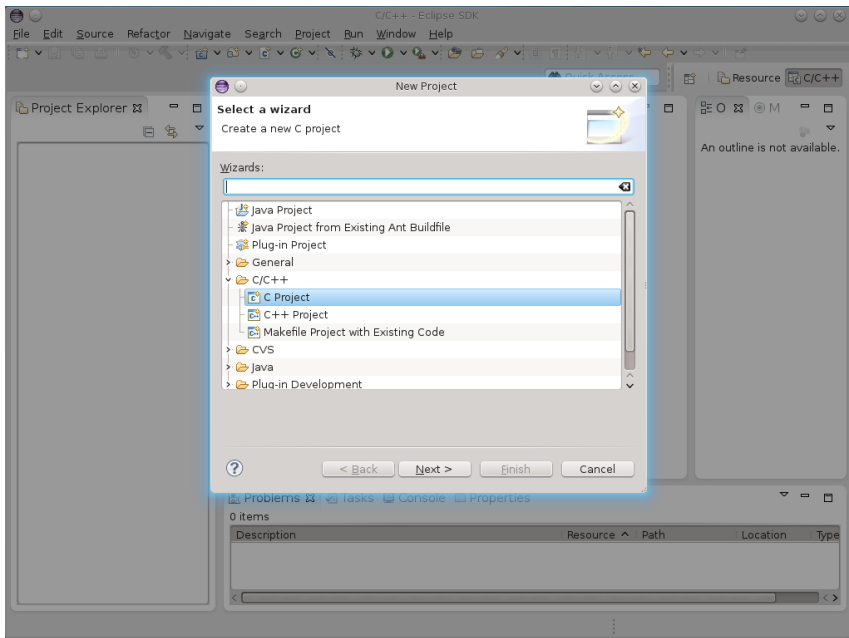 C/C++ - Eclipse SDK
File Edit Source Refactor Navigate Search Project Run Window Help
Quick Access
Resource C/C++
New Project
Project Explorer
O M
Select a wizard
Create a new C project
An outline is not available.
Wizards:
Java Project
Java Project from Existing Ant Buildfile
Plug-in Project
General
C/C++
C Project
C++ Project
Makefile Project with Existing Code
CVS
Java
Plug-in Development
? < Back Next > Finish Cancel
Problems Tasks Console Properties
0 items
Description Resource Path Location Type